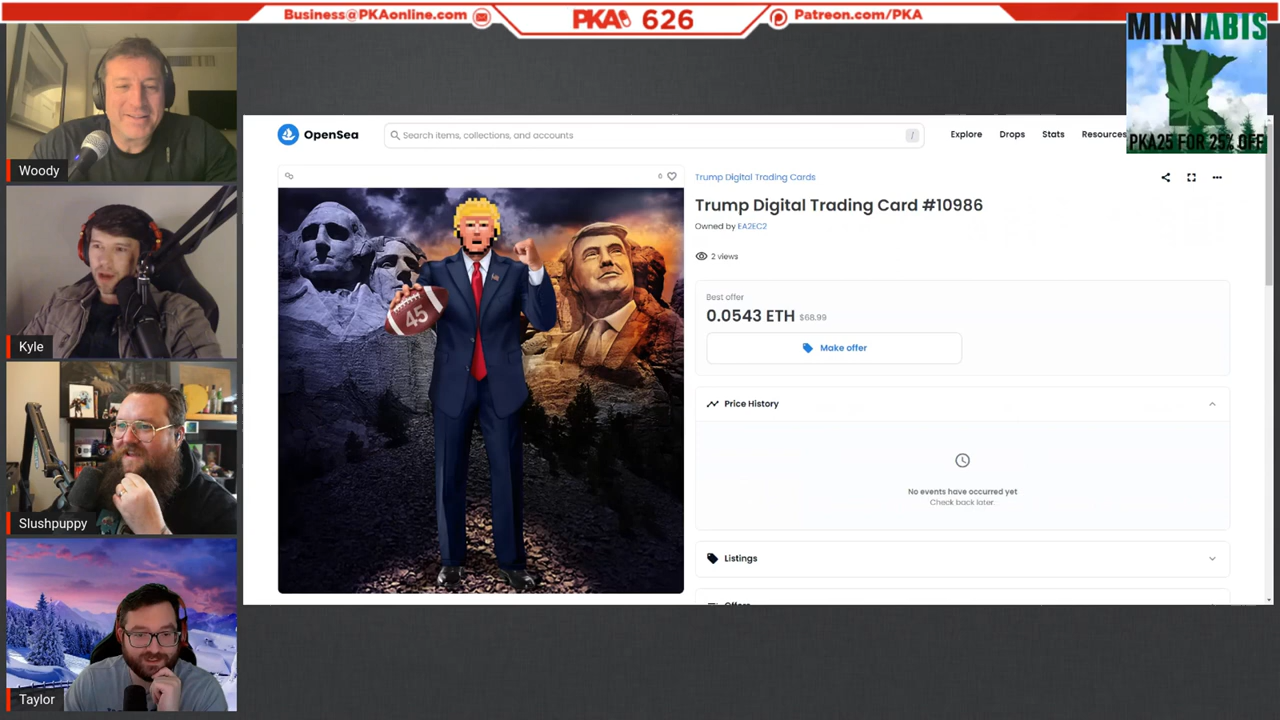 Business@PKAonline.com
PKA 626
Patreon.com/PKA
MINNABIS
PKA25 FOR 25% OFF
Woody
Kyle
Slushpuppy
Taylor
OpenSea
Search items, collections, and accounts
/
Explore
Drops
Stats
Resources
0
45
Trump Digital Trading Cards
Trump Digital Trading Card #10986
Owned by EA2EC2
2 views
Best offer
0.0543 ETH $68.99
Make offer
Price History
No events have occurred yet
Check back later.
Listings
Offers